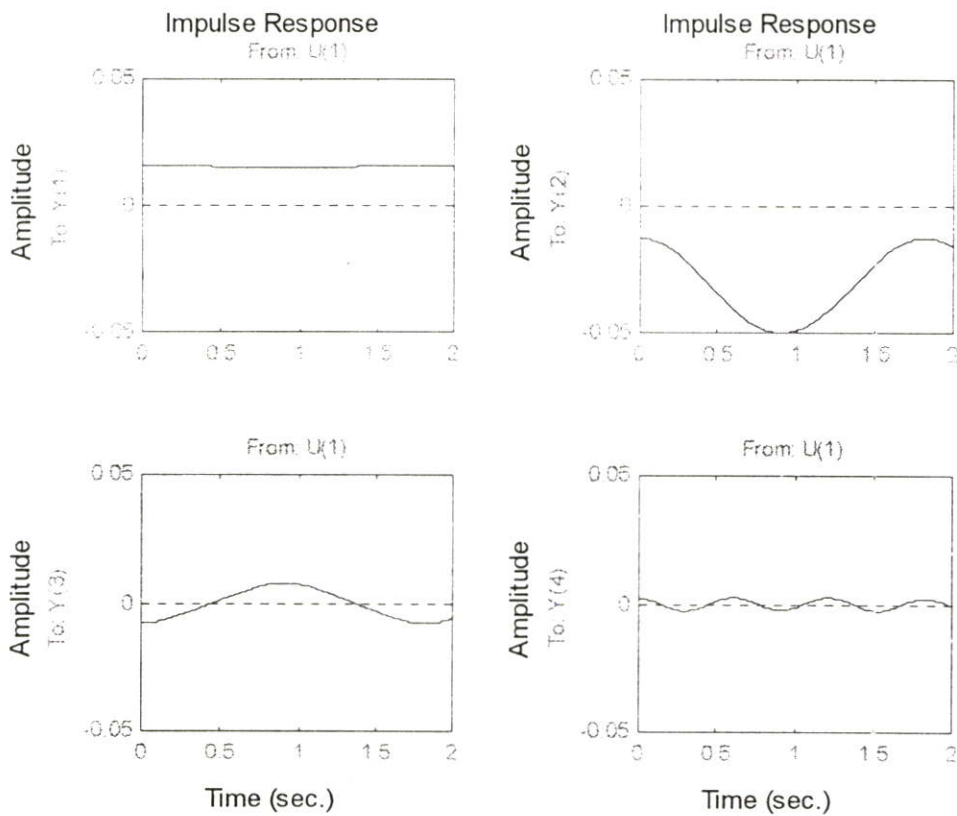 Impulse Response
From: U(1)
0.05
0
-0.05
0
0.5
1
1.5
2
Amplitude
To: Y(1)
Impulse Response
From: U(1)
0.05
0
-0.05
0
0.5
1
1.5
2
Amplitude
To: Y(2)
From: U(1)
0.05
0
-0.05
0
0.5
1
1.5
2
Amplitude
To: Y(3)
Time (sec.)
From: U(1)
0.05
0
-0.05
0
0.5
1
1.5
2
Amplitude
To: Y(4)
Time (sec.)